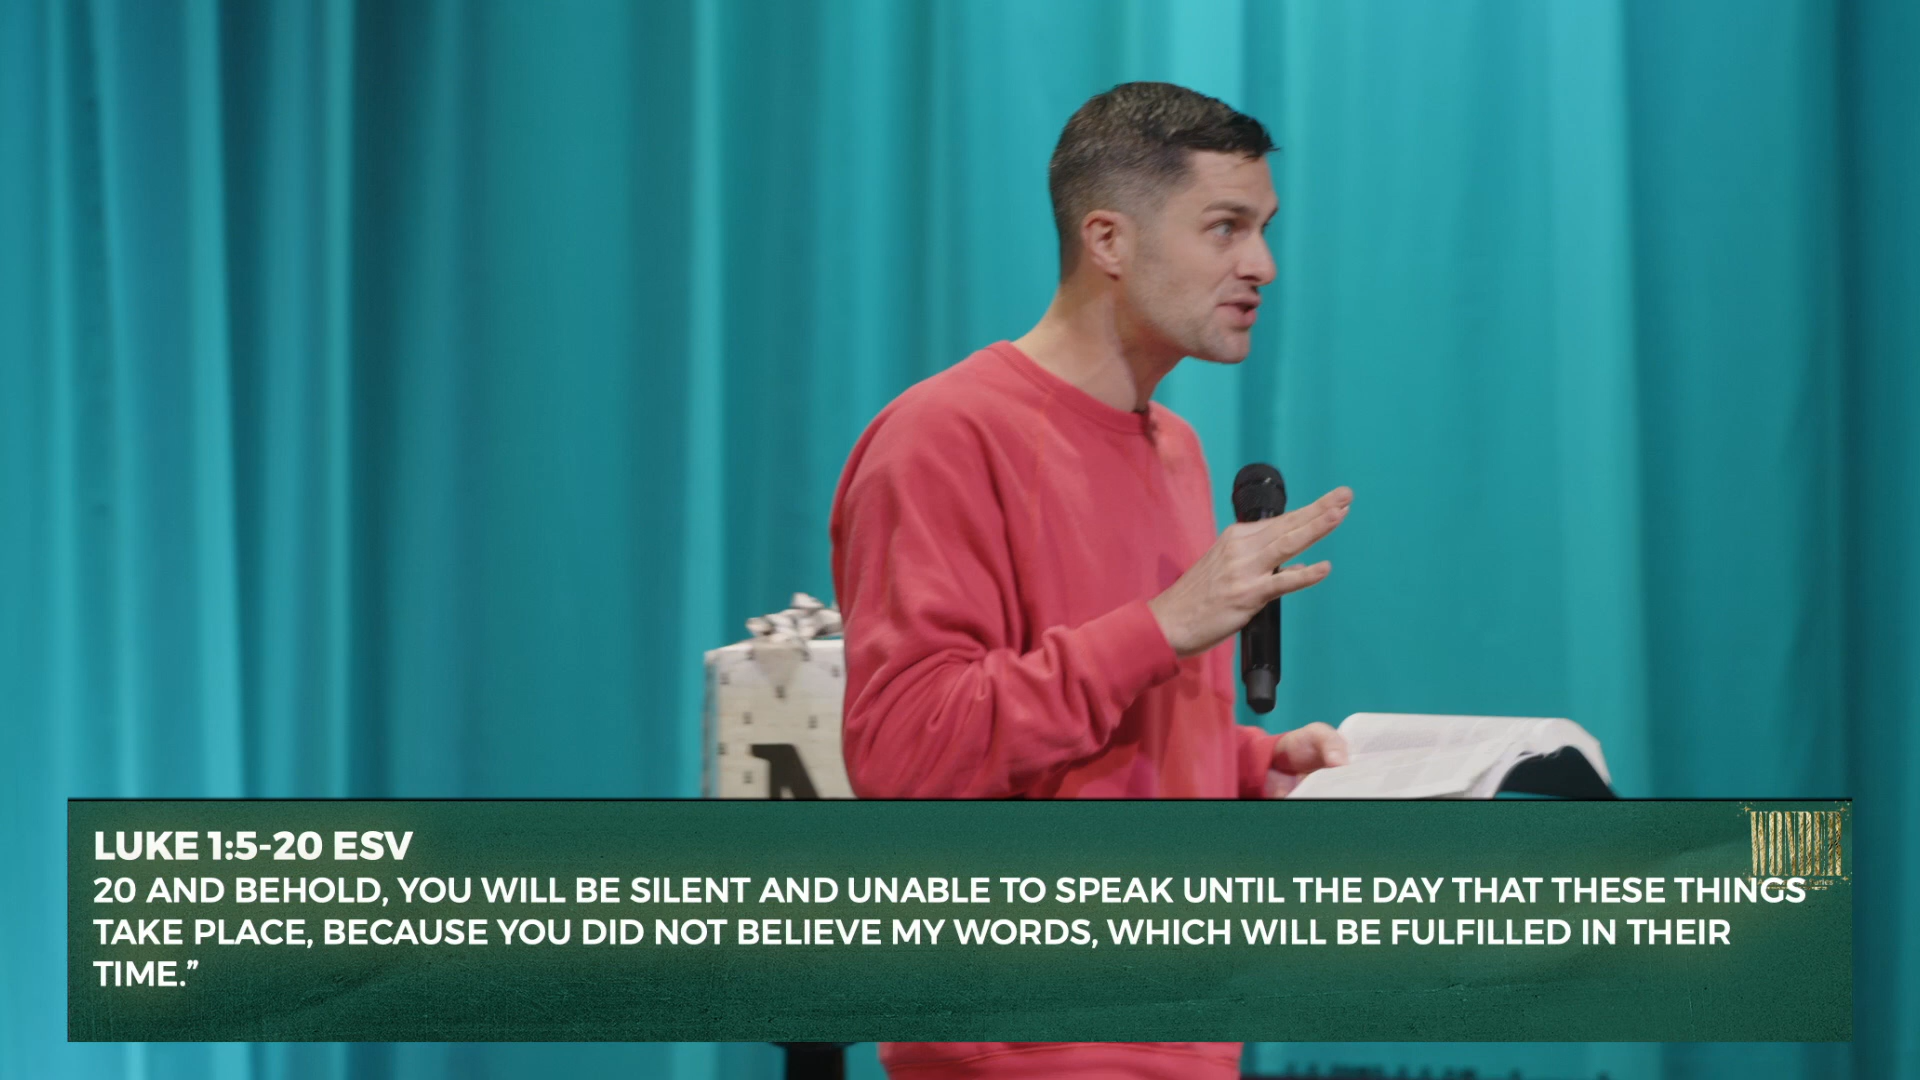 LUKE 1:5-20 ESV
WONDER
20 AND BEHOLD, YOU WILL BE SILENT AND UNABLE TO SPEAK UNTIL THE DAY THAT THESE THINGS
TAKE PLACE, BECAUSE YOU DID NOT BELIEVE MY WORDS, WHICH WILL BE FULFILLED IN THEIR
TIME.”